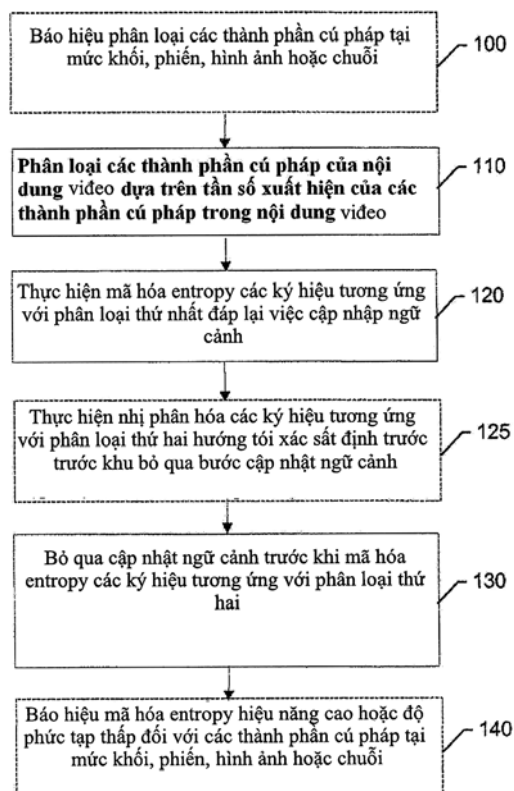 Báo hiệu phân loại các thành phần cú pháp tại
mức khối, phiến, hình ảnh hoặc chuỗi
100
Phân loại các thành phần cú pháp của nội
dung video dựa trên tần số xuất hiện của các
thành phần cú pháp trong nội dung video
110
Thực hiện mã hóa entropy các ký hiệu tương ứng
với phân loại thứ nhất đáp lại việc cập nhập ngữ
cảnh
120
Thực hiện nhị phân hóa các ký hiệu tương ứng
với phân loại thứ hai hướng tới xác sất định trước
trước khu bỏ qua bước cập nhật ngữ cảnh
125
Bỏ qua cập nhật ngữ cảnh trước khi mã hóa
entropy các ký hiệu tương ứng với phân loại thứ
hai
130
Báo hiệu mã hóa entropy hiệu năng cao hoặc độ
phức tạp thấp đối với các thành phần cú pháp tại
mức khối, phiến, hình ảnh hoặc chuỗi
140